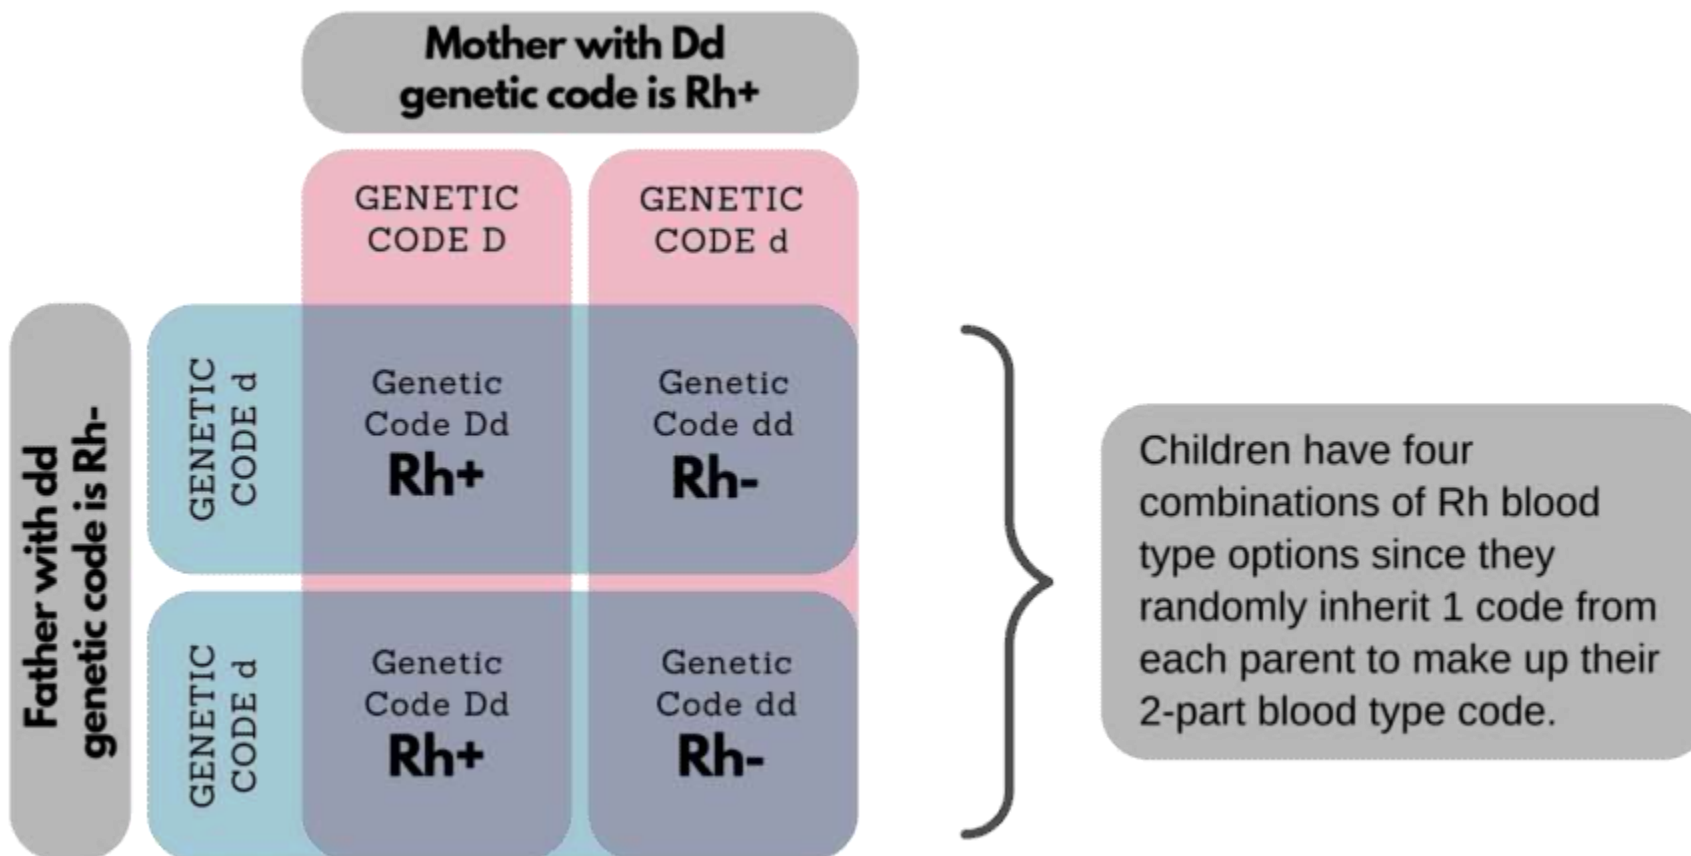 Mother with Dd
genetic code is Rh+
GENETIC
CODE D
GENETIC
CODE d
Father with dd
genetic code is Rh-
GENETIC
CODE d
Genetic
Code Dd
Rh+
Genetic
Code dd
Rh-
GENETIC
CODE d
Genetic
Code Dd
Rh+
Genetic
Code dd
Rh-
Children have four
combinations of Rh blood
type options since they
randomly inherit 1 code from
each parent to make up their
2-part blood type code.